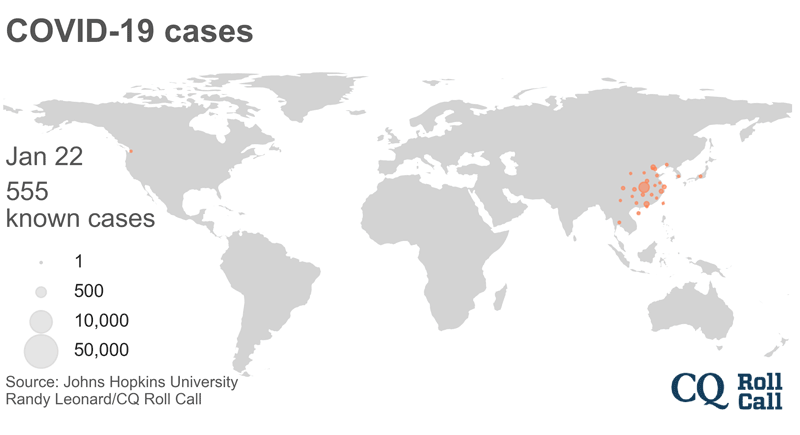 COVID-19 cases
Jan 22
555
known cases
1
500
10,000
50,000
Source: Johns Hopkins University
Randy Leonard/CQ Roll Call
CQ Roll
Call